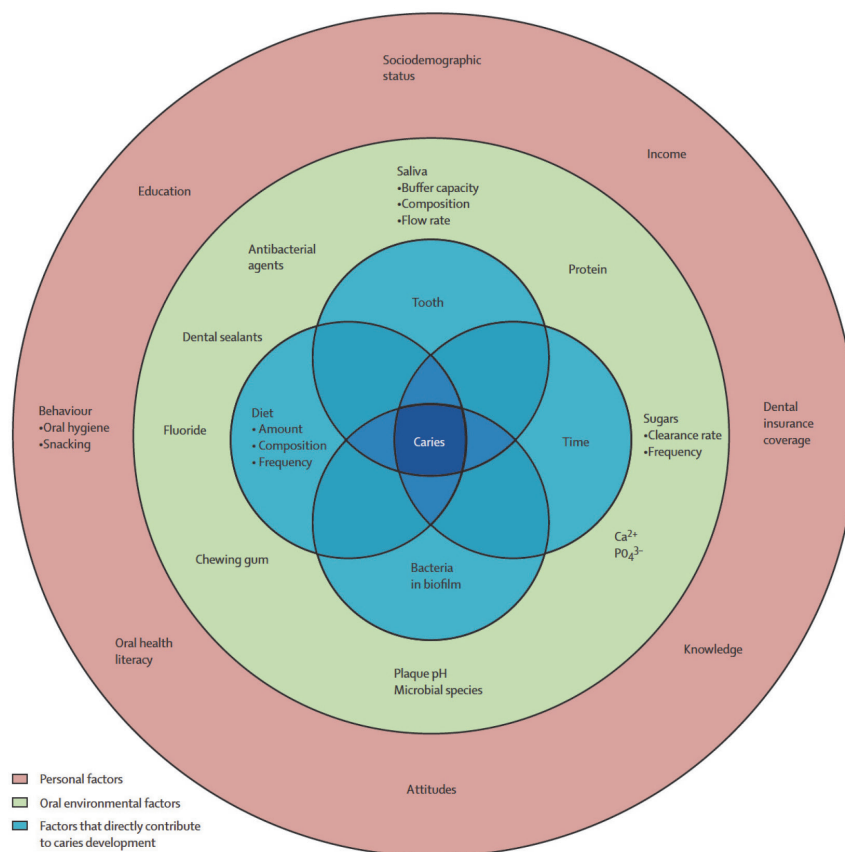 Sociodemographic
status
Income
Education
Saliva
•Buffer capacity
•Composition
•Flow rate
Antibacterial
agents
Protein
Tooth
Dental sealants
Behaviour
•Oral hygiene
•Snacking
Fluoride
Diet
• Amount
• Composition
• Frequency
Caries
Time
Sugars
•Clearance rate
•Frequency
Dental
insurance
coverage
Ca²⁺
PO₄³⁻
Chewing gum
Bacteria
in biofilm
Oral health
literacy
Knowledge
Plaque pH
Microbial species
Attitudes
Personal factors
Oral environmental factors
Factors that directly contribute
to caries development